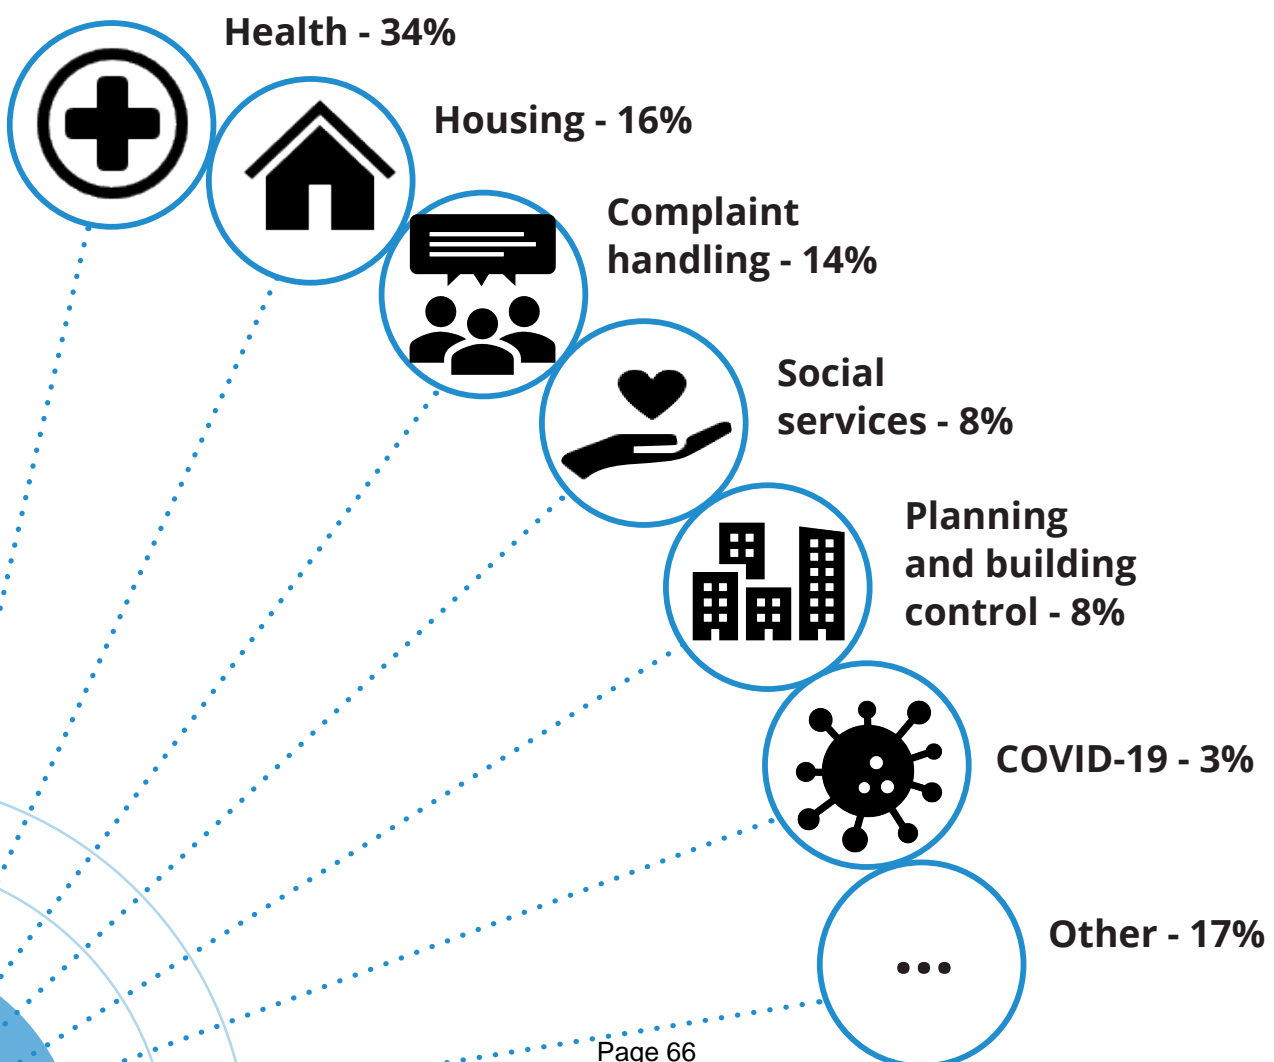 Health - 34%
Housing - 16%
Complaint
handling - 14%
Social
services - 8%
Planning
and building
control - 8%
COVID-19 - 3%
Other - 17%
...
Page 66